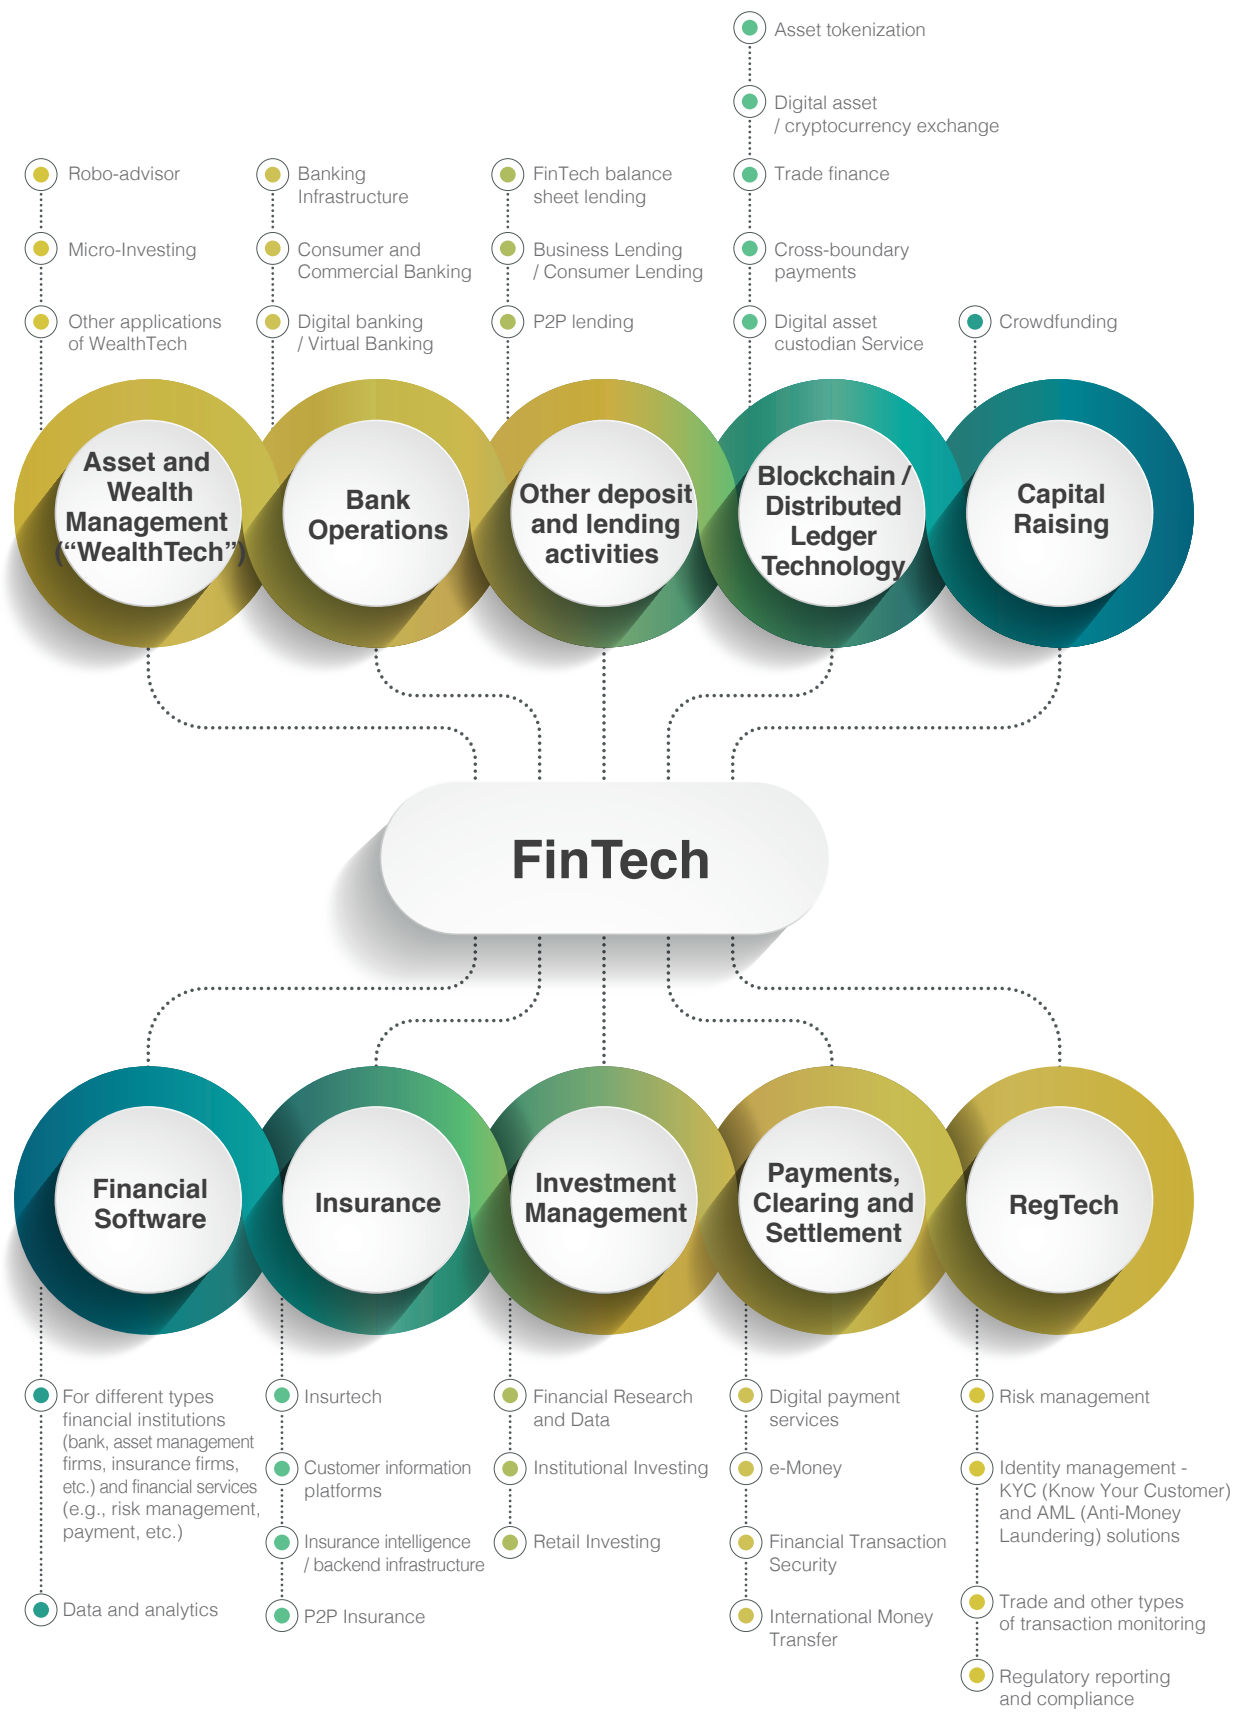 Asset tokenization
Digital asset
/ cryptocurrency exchange
Robo-advisor
Micro-Investing
Other applications
of WealthTech
Banking
Infrastructure
Consumer and
Commercial Banking
Digital banking
/ Virtual Banking
FinTech balance
sheet lending
Business Lending
/ Consumer Lending
P2P lending
Trade finance
Cross-boundary
payments
Digital asset
custodian Service
Crowdfunding
Asset and
Wealth
Management
(“WealthTech”)
Bank
Operations
Other deposit
and lending
activities
Blockchain /
Distributed
Ledger
Technology
Capital
Raising
FinTech
Financial
Software
Insurance
Investment
Management
Payments,
Clearing and
Settlement
RegTech
For different types
financial institutions
(bank, asset management
firms, insurance firms,
etc.) and financial services
(e.g., risk management,
payment, etc.)
Data and analytics
Insurtech
Customer information
platforms
Insurance intelligence
/ backend infrastructure
P2P Insurance
Financial Research
and Data
Institutional Investing
Retail Investing
Digital payment
services
e-Money
Financial Transaction
Security
International Money
Transfer
Risk management
Identity management -
KYC (Know Your Customer)
and AML (Anti-Money
Laundering) solutions
Trade and other types
of transaction monitoring
Regulatory reporting
and compliance